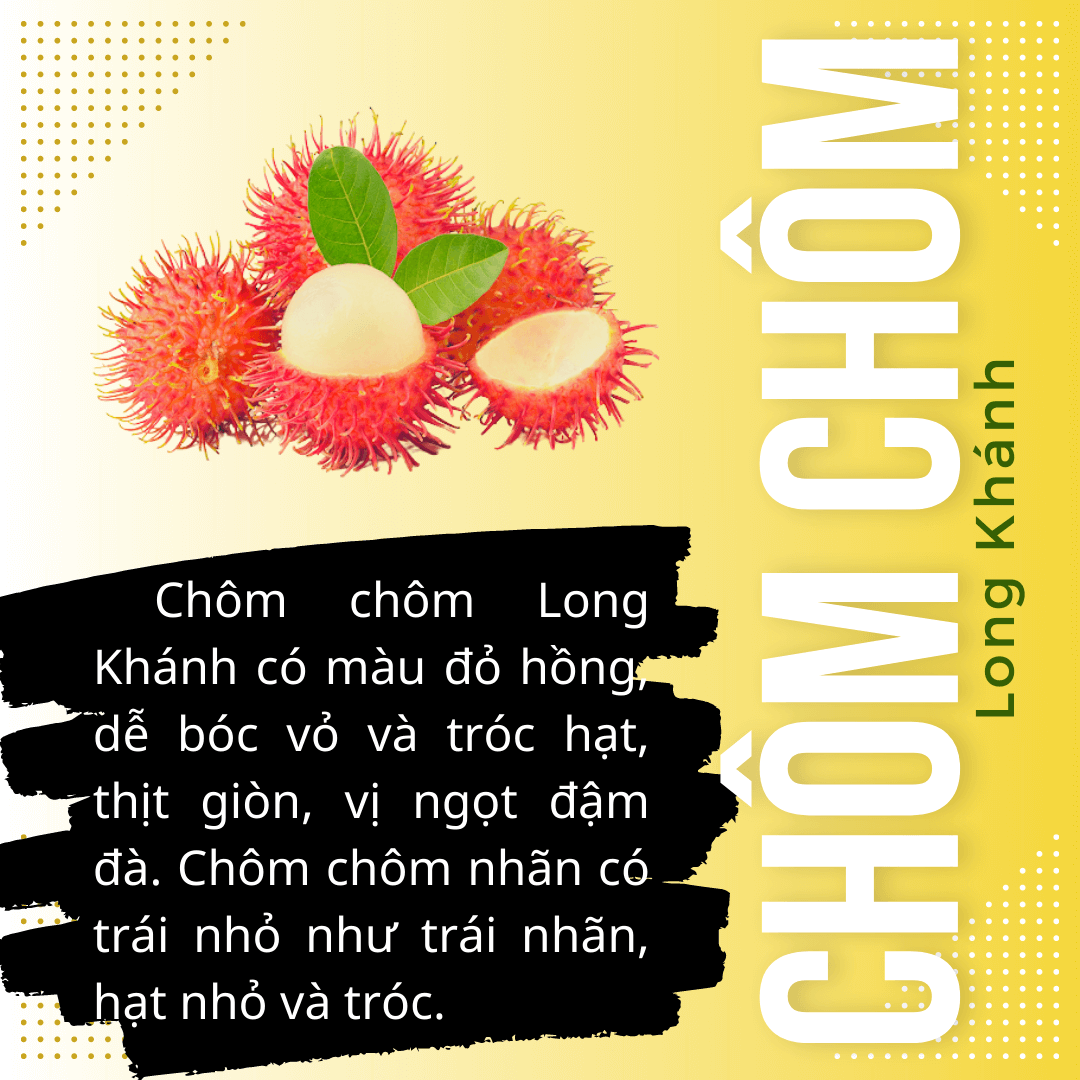 CHÔM CHÔM
Long Khánh
Chôm chôm Long
Khánh có màu đỏ hồng,
dễ bóc vỏ và tróc hạt,
thịt giòn, vị ngọt đậm
đà. Chôm chôm nhãn có
trái nhỏ như trái nhãn,
hạt nhỏ và tróc.